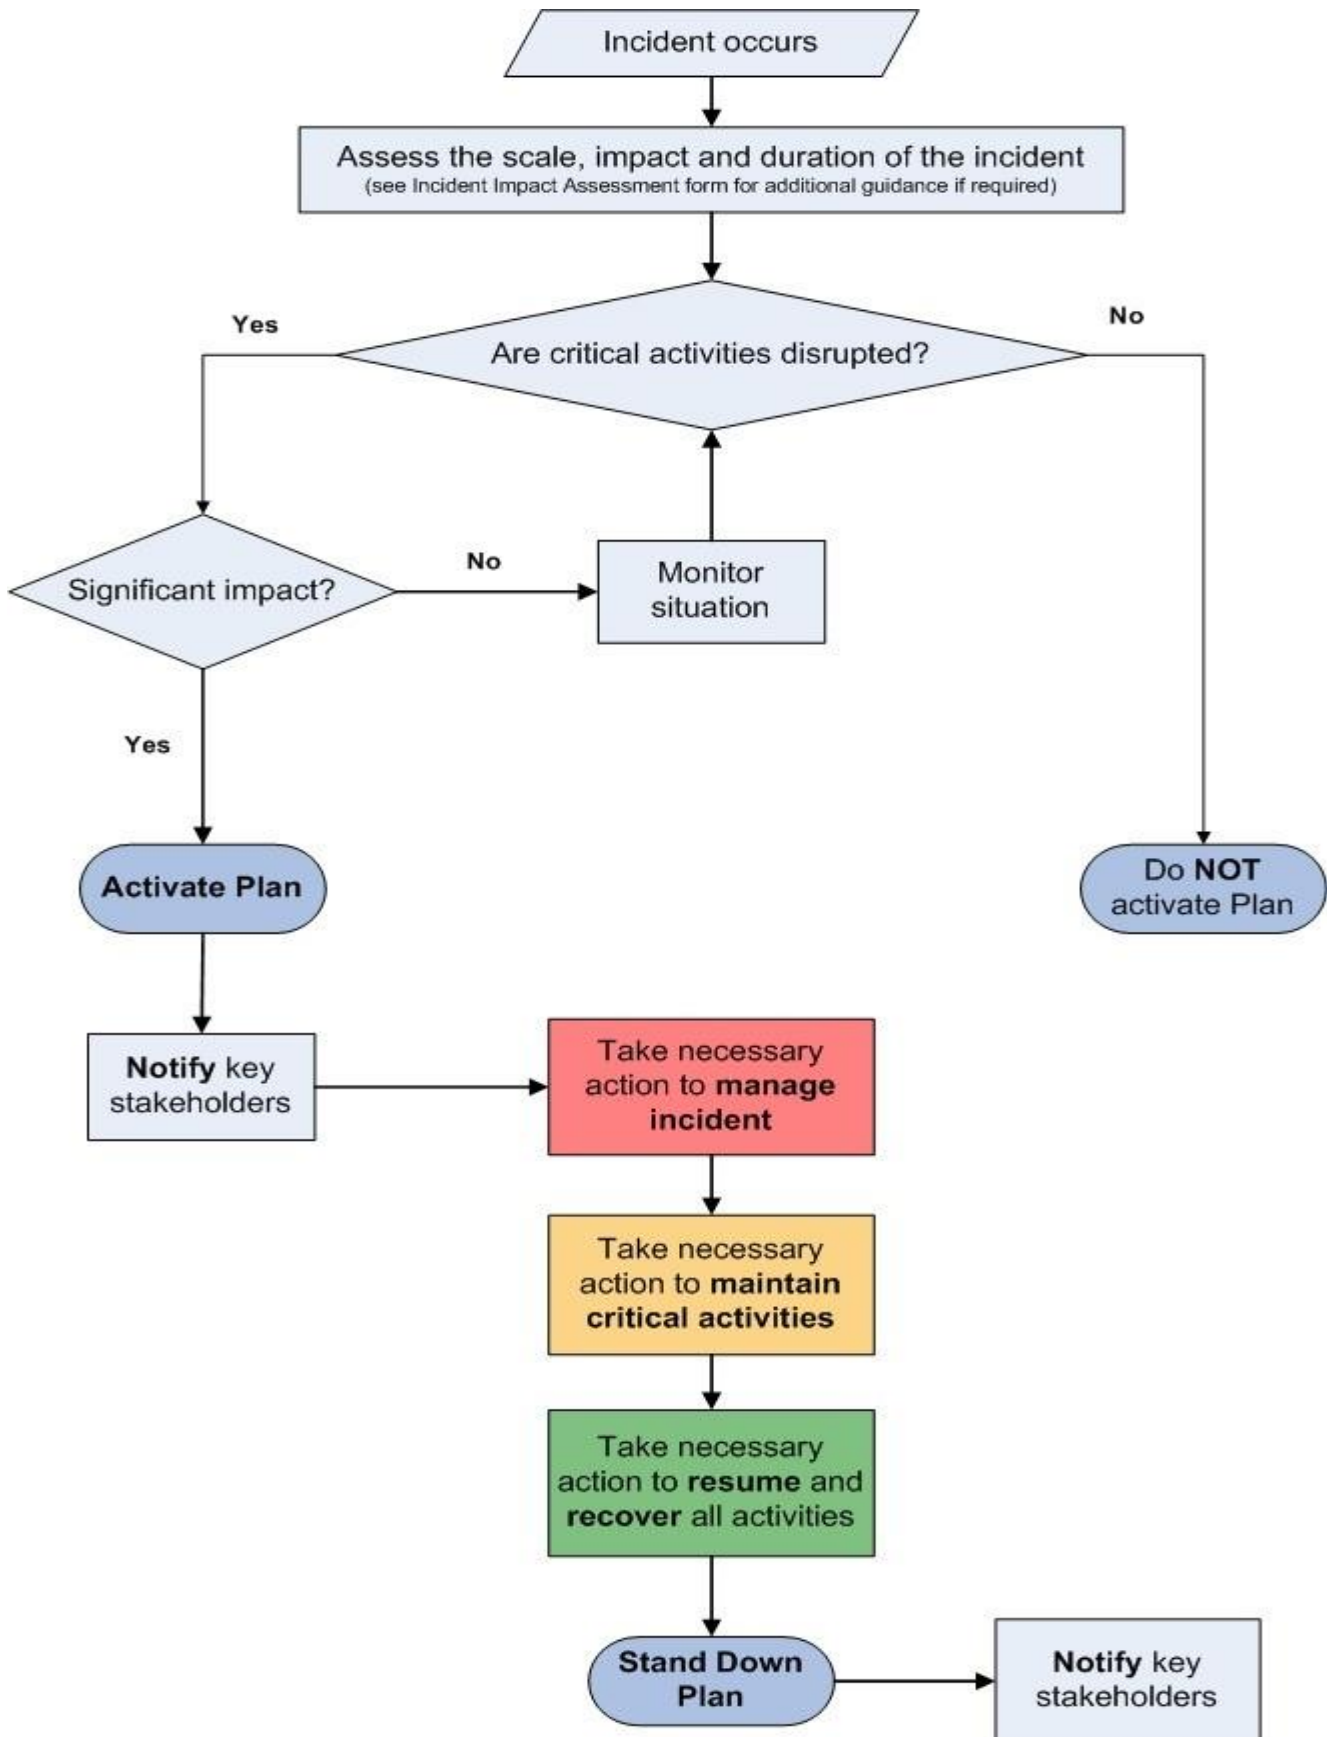 Incident occurs
Assess the scale, impact and duration of the incident
(see Incident Impact Assessment form for additional guidance if required)
Yes
No
Are critical activities disrupted?
Significant impact?
No
Monitor
situation
Yes
Activate Plan
Do NOT
activate Plan
Notify key
stakeholders
Take necessary
action to manage
incident
Take necessary
action to maintain
critical activities
Take necessary
action to resume and
recover all activities
Stand Down
Plan
Notify key
stakeholders